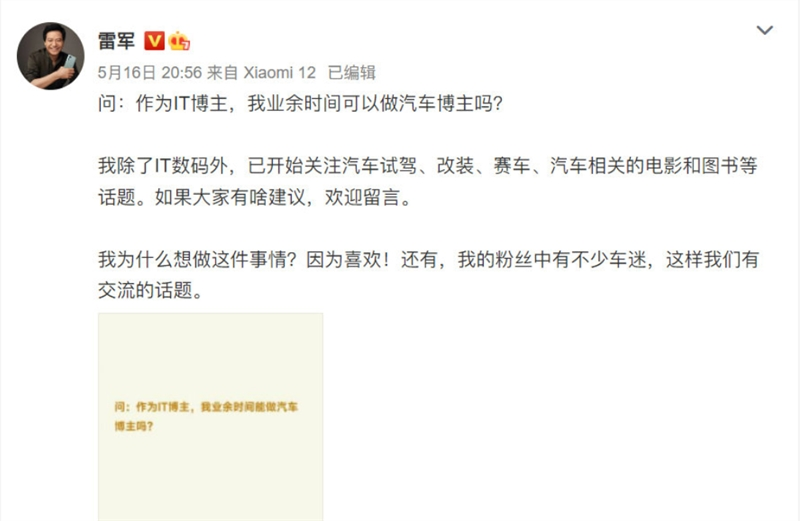 雷军
5月16日 20:56 来自 Xiaomi 12 已编辑
问：作为IT博主，我业余时间可以做汽车博主吗？
我除了IT数码外，已开始关注汽车试驾、改装、赛车、汽车相关的电影和图书等
话题。如果大家有啥建议，欢迎留言。
我为什么想做这件事情？因为喜欢！还有，我的粉丝中有不少车迷，这样我们有
交流的话题。
问：作为IT博主，我业余时间能做汽车
博主吗？